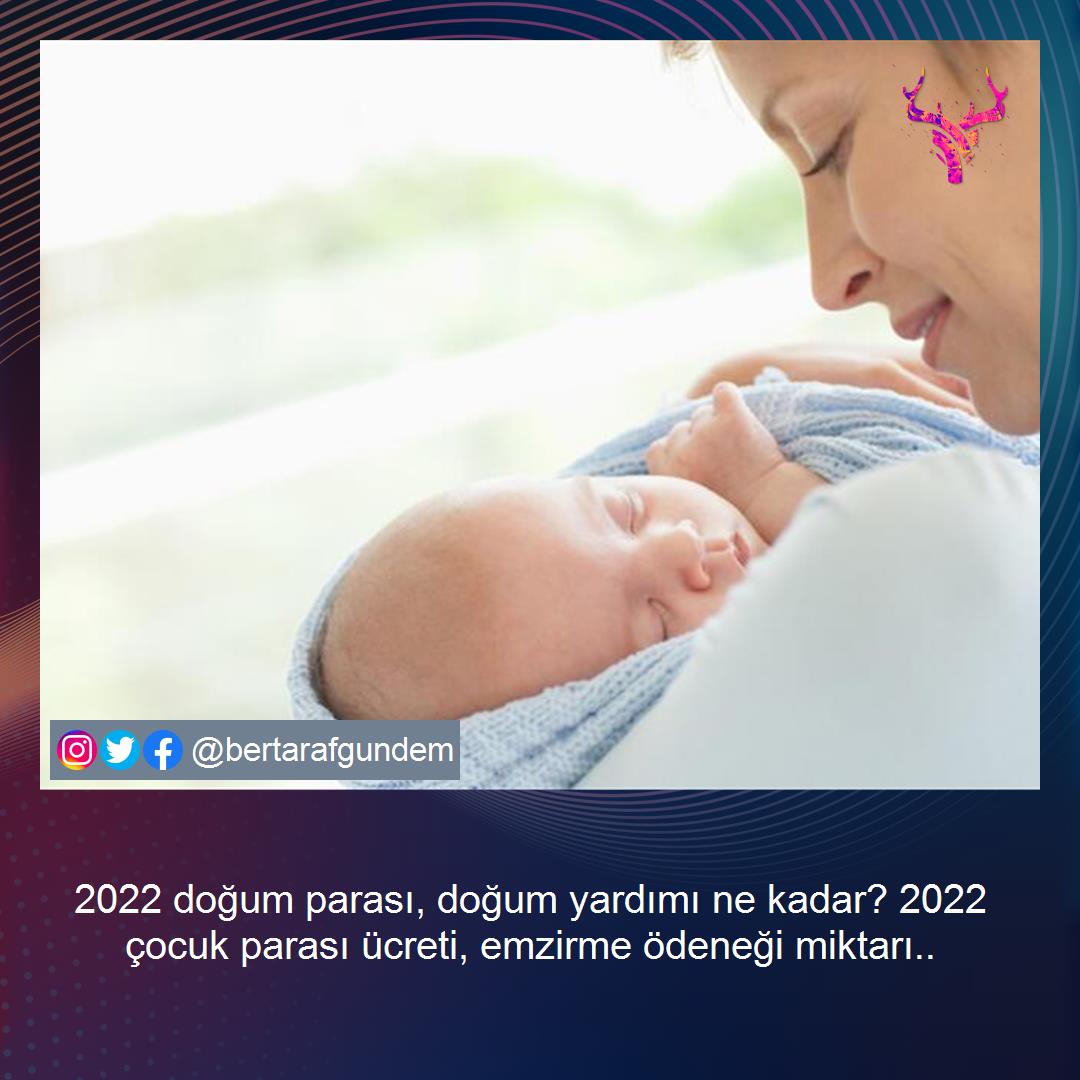 @bertarafgundem
2022 doğum parası, doğum yardımı ne kadar? 2022
çocuk parası ücreti, emzirme ödeneği miktarı..